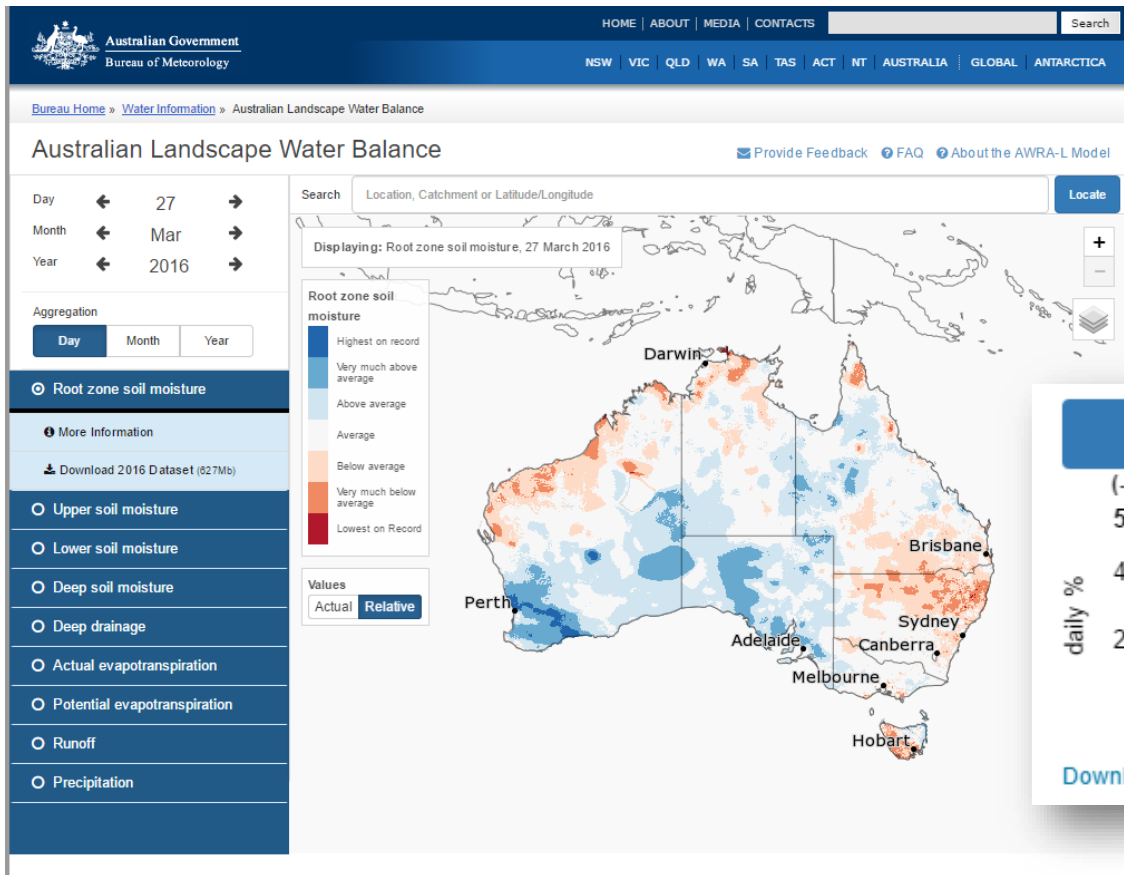 HOME | ABOUT | MEDIA | CONTACTS Search
Australian Government
Bureau of Meteorology
NSW VIC QLD WA SA TAS ACT NT AUSTRALIA GLOBAL ANTARCTICA
Bureau Home » Water Information » Australian Landscape Water Balance
Australian Landscape Water Balance
Provide Feedback FAQ About the AWRA-L Model
Day 27
Month Mar
Year 2016
Aggregation
Day Month Year
Root zone soil moisture
More Information
Download 2016 Dataset (627Mb)
Upper soil moisture
Lower soil moisture
Deep soil moisture
Deep drainage
Actual evapotranspiration
Potential evapotranspiration
Runoff
Precipitation
Search Location, Catchment or Latitude/Longitude Locate
Displaying: Root zone soil moisture, 27 March 2016
+
−
Root zone soil
moisture
Highest on record
Very much above
average
Above average
Average
Below average
Very much below
average
Lowest on Record
Values
Actual Relative
Darwin
Brisbane
Perth
Sydney
Adelaide
Canberra
Melbourne
Hobart
(-
5
4
daily %
2
Downl